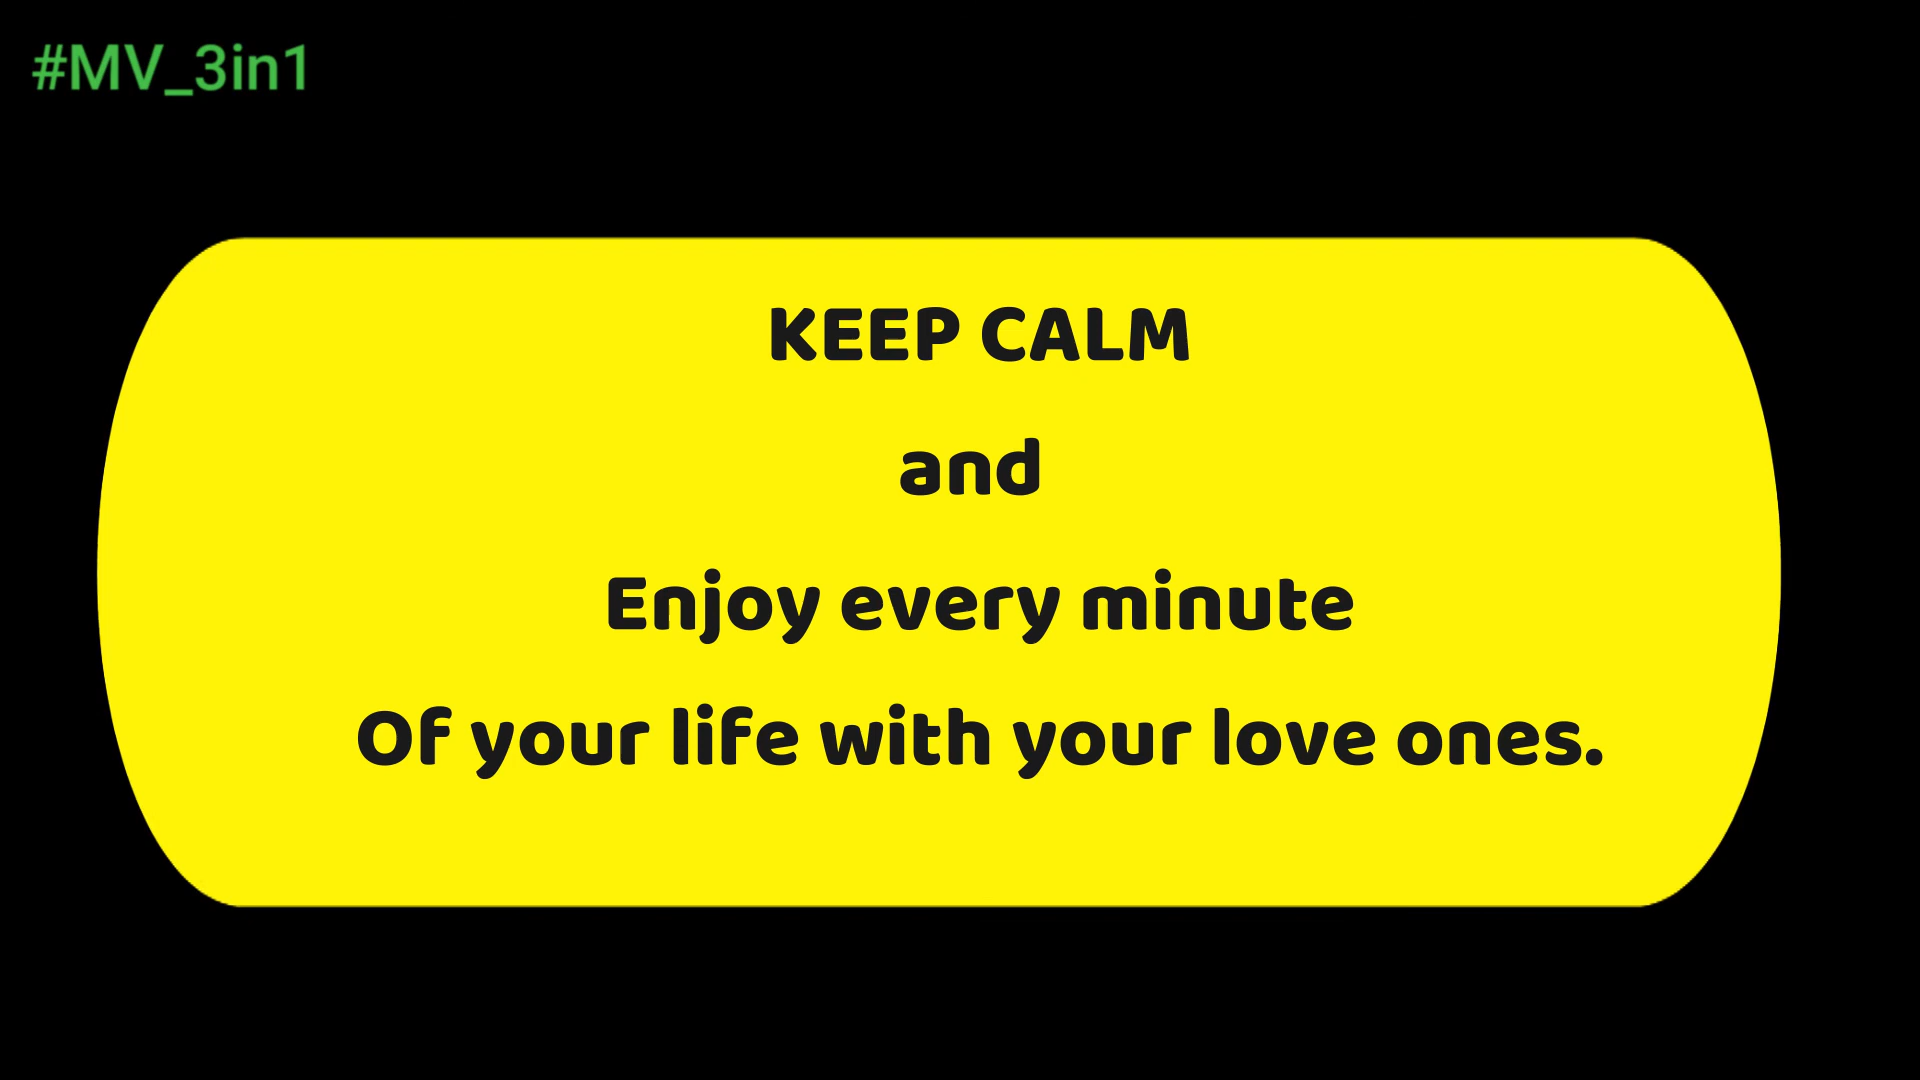 #MV_3in1
KEEP CALM
and
Enjoy every minute
Of your life with your love ones.